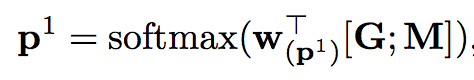 p¹ = softmax(w⊤(p¹)[G; M]),